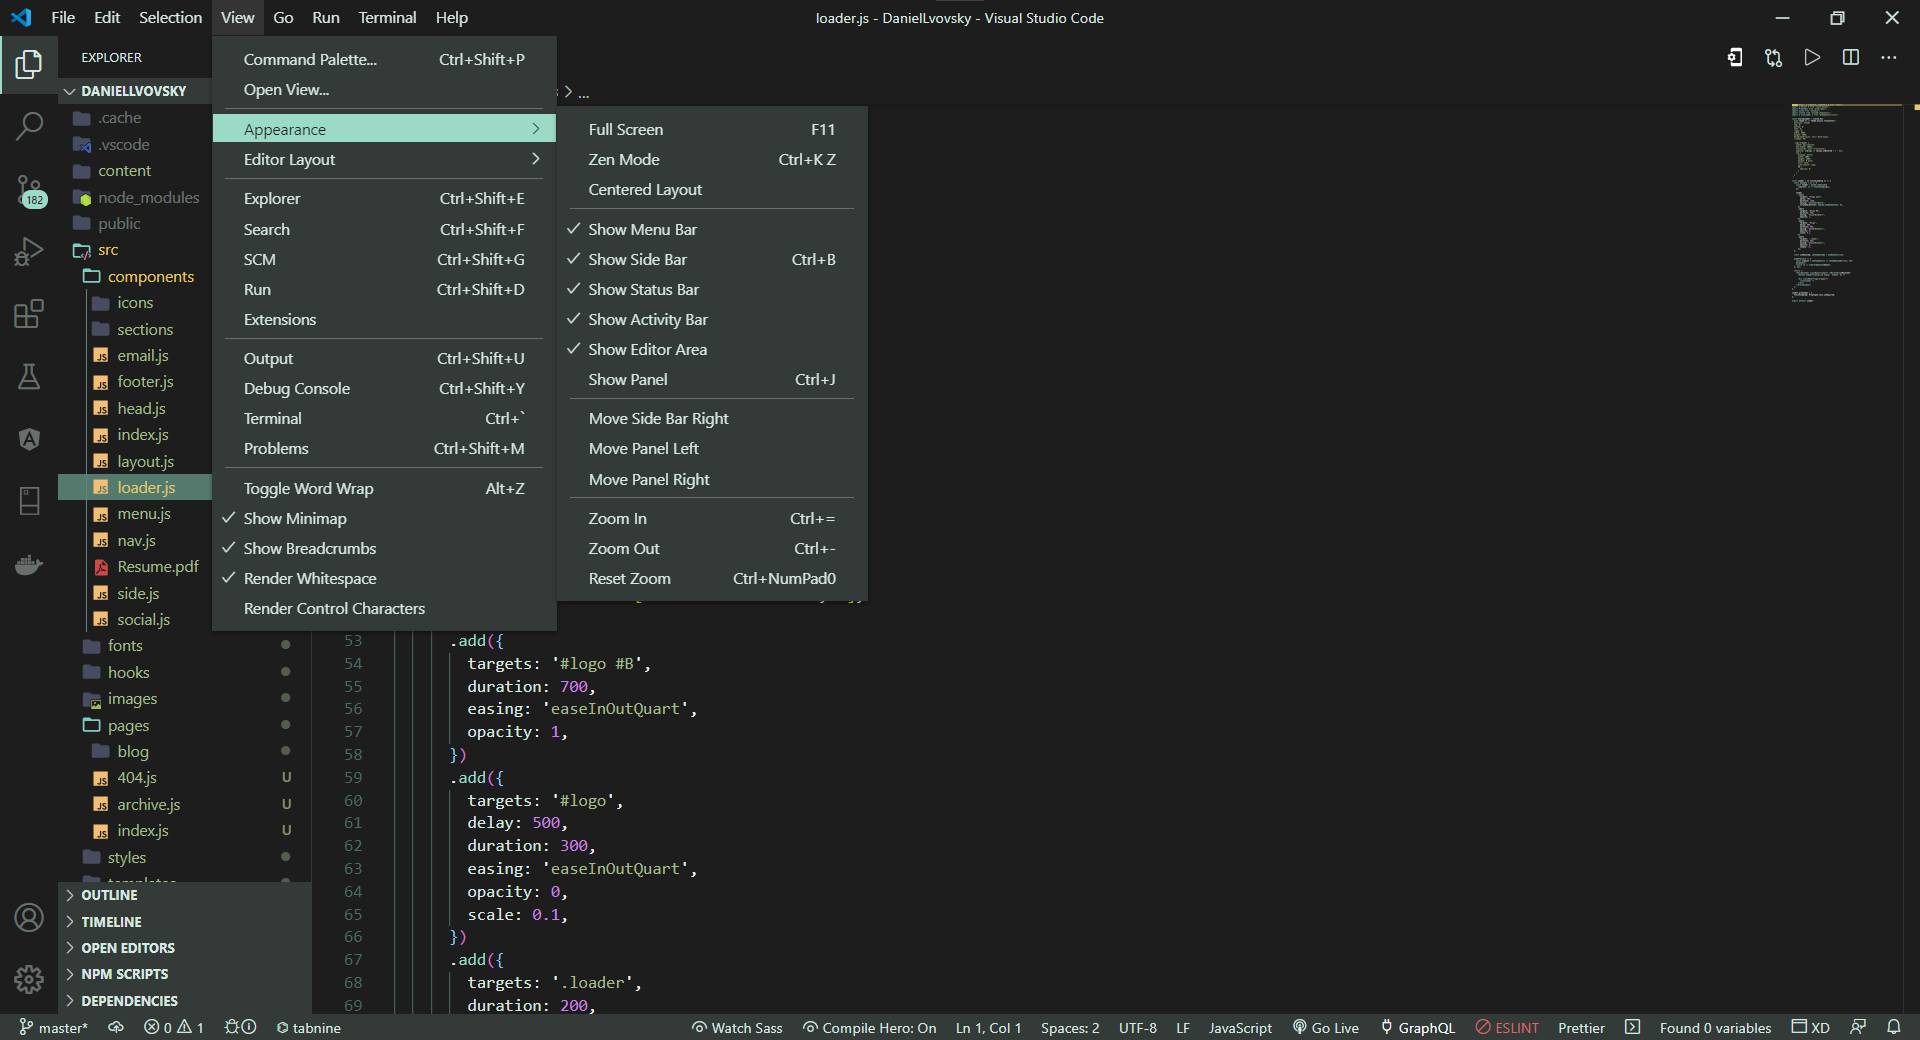 File Edit Selection View Go Run Terminal Help
loader.js - DanielLvovsky - Visual Studio Code
EXPLORER
DANIELLVOVSKY
.cache
.vscode
content
node_modules
public
src
components
icons
sections
email.js
footer.js
head.js
index.js
layout.js
loader.js
menu.js
nav.js
Resume.pdf
side.js
social.js
fonts
hooks
images
pages
blog
404.js U
archive.js U
index.js U
styles
OUTLINE
TIMELINE
OPEN EDITORS
NPM SCRIPTS
DEPENDENCIES
182
Command Palette... Ctrl+Shift+P
Open View...
Appearance
Editor Layout
Explorer Ctrl+Shift+E
Search Ctrl+Shift+F
SCM Ctrl+Shift+G
Run Ctrl+Shift+D
Extensions
Output Ctrl+Shift+U
Debug Console Ctrl+Shift+Y
Terminal Ctrl+`
Problems Ctrl+Shift+M
Toggle Word Wrap Alt+Z
Show Minimap
Show Breadcrumbs
Render Whitespace
Render Control Characters
...
Full Screen F11
Zen Mode Ctrl+K Z
Centered Layout
Show Menu Bar
Show Side Bar Ctrl+B
Show Status Bar
Show Activity Bar
Show Editor Area
Show Panel Ctrl+J
Move Side Bar Right
Move Panel Left
Move Panel Right
Zoom In Ctrl+=
Zoom Out Ctrl+-
Reset Zoom Ctrl+NumPad0
53 .add({
54 targets: '#logo #B',
55 duration: 700,
56 easing: 'easeInOutQuart',
57 opacity: 1,
58 })
59 .add({
60 targets: '#logo',
61 delay: 500,
62 duration: 300,
63 easing: 'easeInOutQuart',
64 opacity: 0,
65 scale: 0.1,
66 })
67 .add({
68 targets: '.loader',
69 duration: 200,
master* 0 1 tabnine Watch Sass Compile Hero: On Ln 1, Col 1 Spaces: 2 UTF-8 LF JavaScript Go Live GraphQL ESLINT Prettier Found 0 variables XD